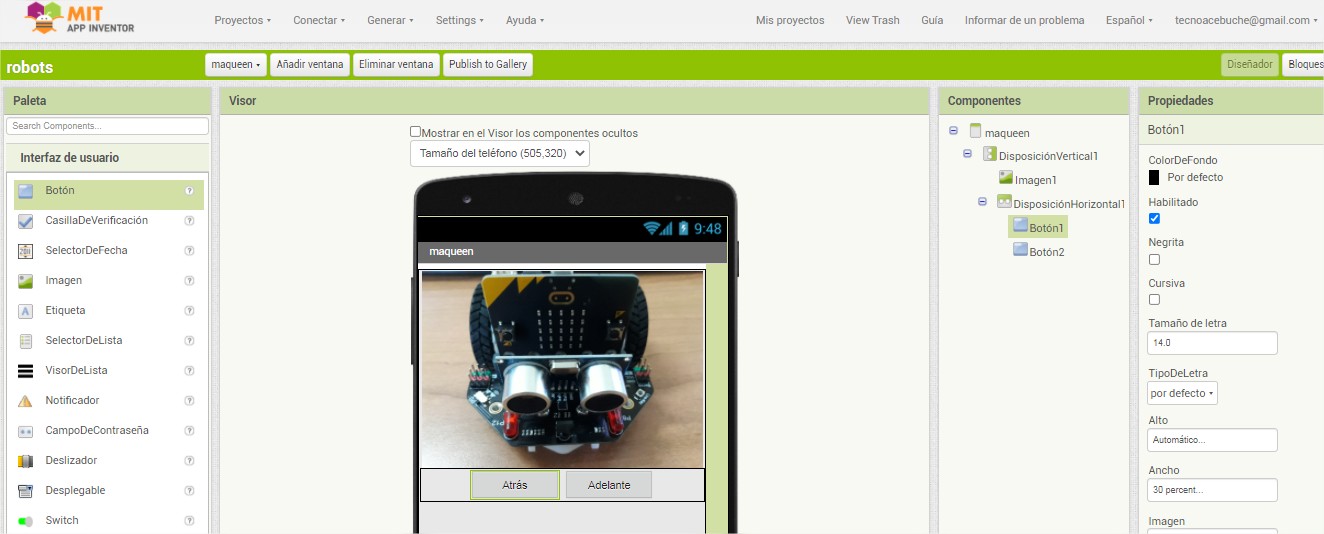 MIT
APP INVENTOR
Proyectos Conectar Generar Settings Ayuda Mis proyectos View Trash Guía Informar de un problema Español tecnoacebuche@gmail.com
robots maqueen Añadir ventana Eliminar ventana Publish to Gallery Diseñador Bloques
Paleta
Search Components...
Interfaz de usuario
Botón
CasillaDeVerificación
SelectorDeFecha
Imagen
Etiqueta
SelectorDeLista
VisorDeLista
Notificador
CampoDeContraseña
Deslizador
Desplegable
Switch
Visor
Mostrar en el Visor los componentes ocultos
Tamaño del teléfono (505,320)
9:48
maqueen
Atrás Adelante
Componentes
maqueen
DisposiciónVertical1
Imagen1
DisposiciónHorizontal1
Botón1
Botón2
Propiedades
Botón1
ColorDeFondo
Por defecto
Habilitado
Negrita
Cursiva
Tamaño de letra
14.0
TipoDeLetra
por defecto
Alto
Automático...
Ancho
30 percent...
Imagen